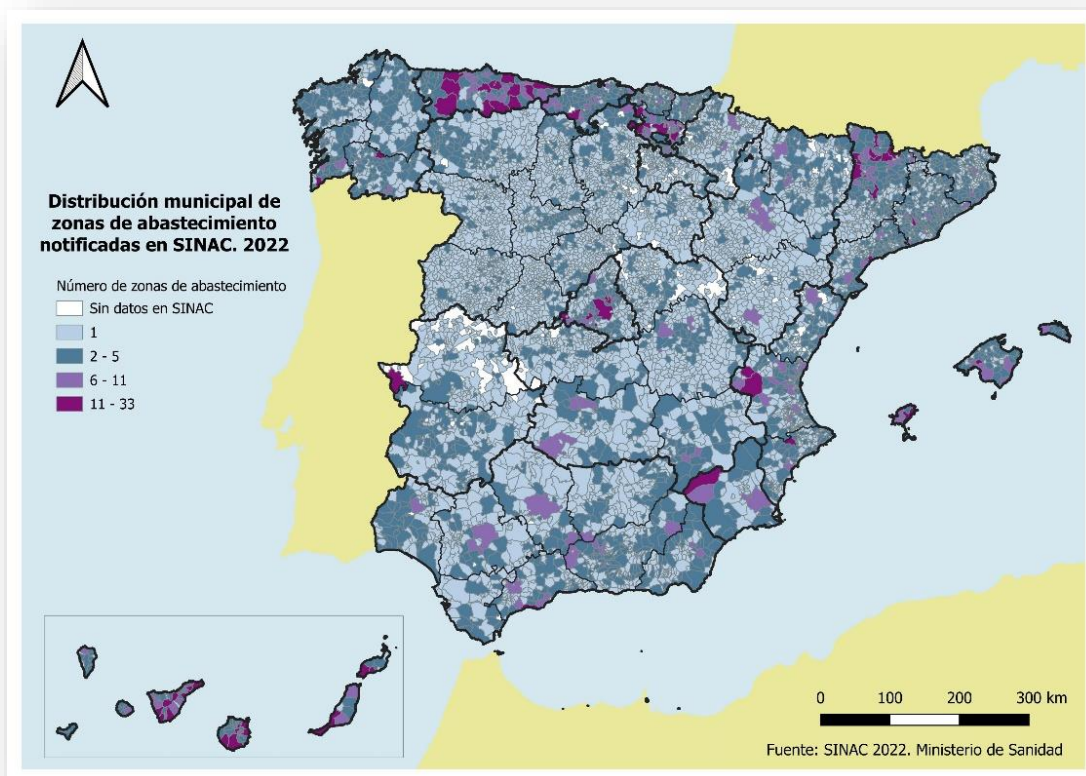 Distribución municipal de
zonas de abastecimiento
notificadas en SINAC. 2022
Número de zonas de abastecimiento
Sin datos en SINAC
1
2 - 5
6 - 11
11 - 33
0 100 200 300 km
Fuente: SINAC 2022. Ministerio de Sanidad